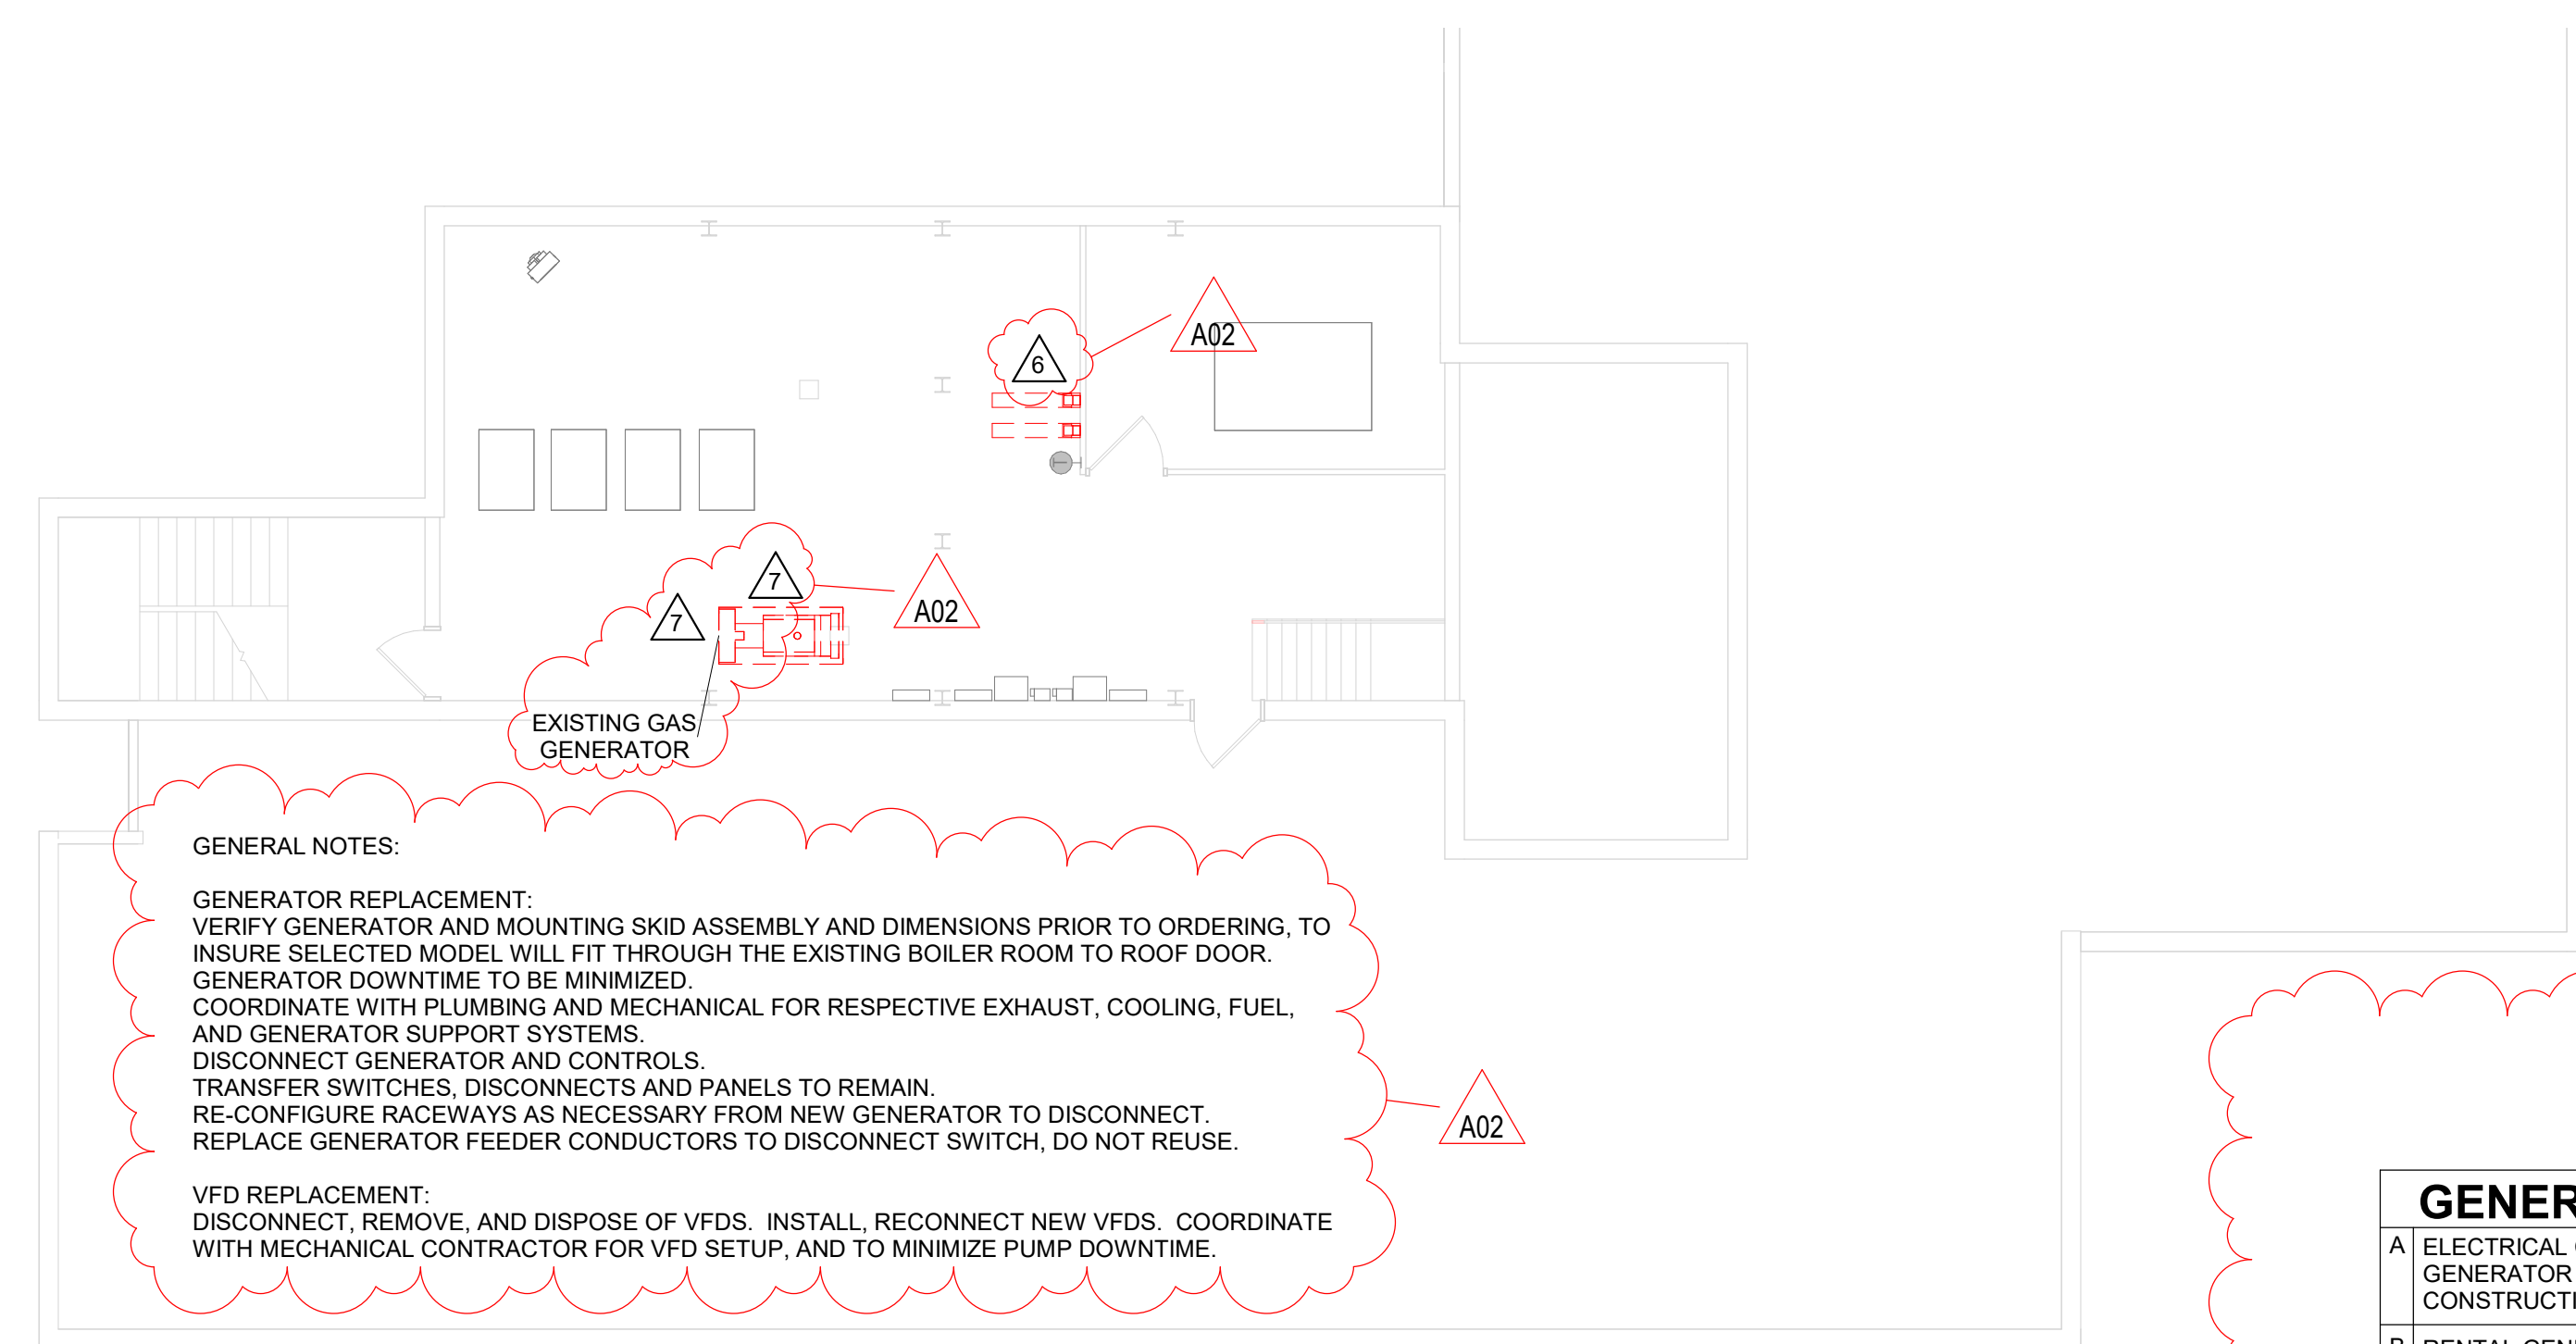 A02
6
7
A02
7
EXISTING GAS
GENERATOR
GENERAL NOTES:
GENERATOR REPLACEMENT:
VERIFY GENERATOR AND MOUNTING SKID ASSEMBLY AND DIMENSIONS PRIOR TO ORDERING, TO
INSURE SELECTED MODEL WILL FIT THROUGH THE EXISTING BOILER ROOM TO ROOF DOOR.
GENERATOR DOWNTIME TO BE MINIMIZED.
COORDINATE WITH PLUMBING AND MECHANICAL FOR RESPECTIVE EXHAUST, COOLING, FUEL,
AND GENERATOR SUPPORT SYSTEMS.
DISCONNECT GENERATOR AND CONTROLS.
TRANSFER SWITCHES, DISCONNECTS AND PANELS TO REMAIN.
RE-CONFIGURE RACEWAYS AS NECESSARY FROM NEW GENERATOR TO DISCONNECT.
REPLACE GENERATOR FEEDER CONDUCTORS TO DISCONNECT SWITCH, DO NOT REUSE.
VFD REPLACEMENT:
DISCONNECT, REMOVE, AND DISPOSE OF VFDS.  INSTALL, RECONNECT NEW VFDS.  COORDINATE
WITH MECHANICAL CONTRACTOR FOR VFD SETUP, AND TO MINIMIZE PUMP DOWNTIME.
A02
GENER
A ELECTRICAL
GENERATOR
CONSTRUCTI